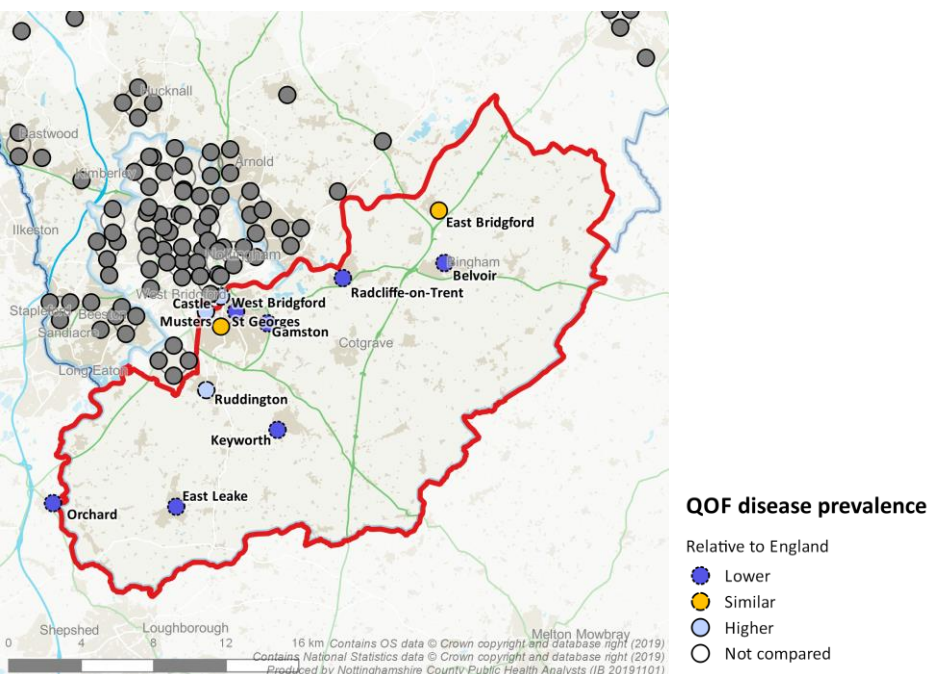 Hucknall
Eastwood
Arnold
Kimberley
East Bridgford
Ilkeston
Nottingham
Bingham
Belvoir
Radcliffe-on-Trent
West Bridgford
Castle
West Bridgford
Stapleford
Beeston
Musters
St Georges
Sandiacre
Gamston
Cotgrave
Long Eaton
Ruddington
Keyworth
East Leake
Orchard
QOF disease prevalence
Relative to England
Lower
Similar
Higher
Not compared
Shepshed
Loughborough
Melton Mowbray
0 4 8 12 16 km
Contains OS data © Crown copyright and database right (2019)
Contains National Statistics data © Crown copyright and database right (2019)
Produced by Nottinghamshire County Public Health Analysts (IB 20191101)